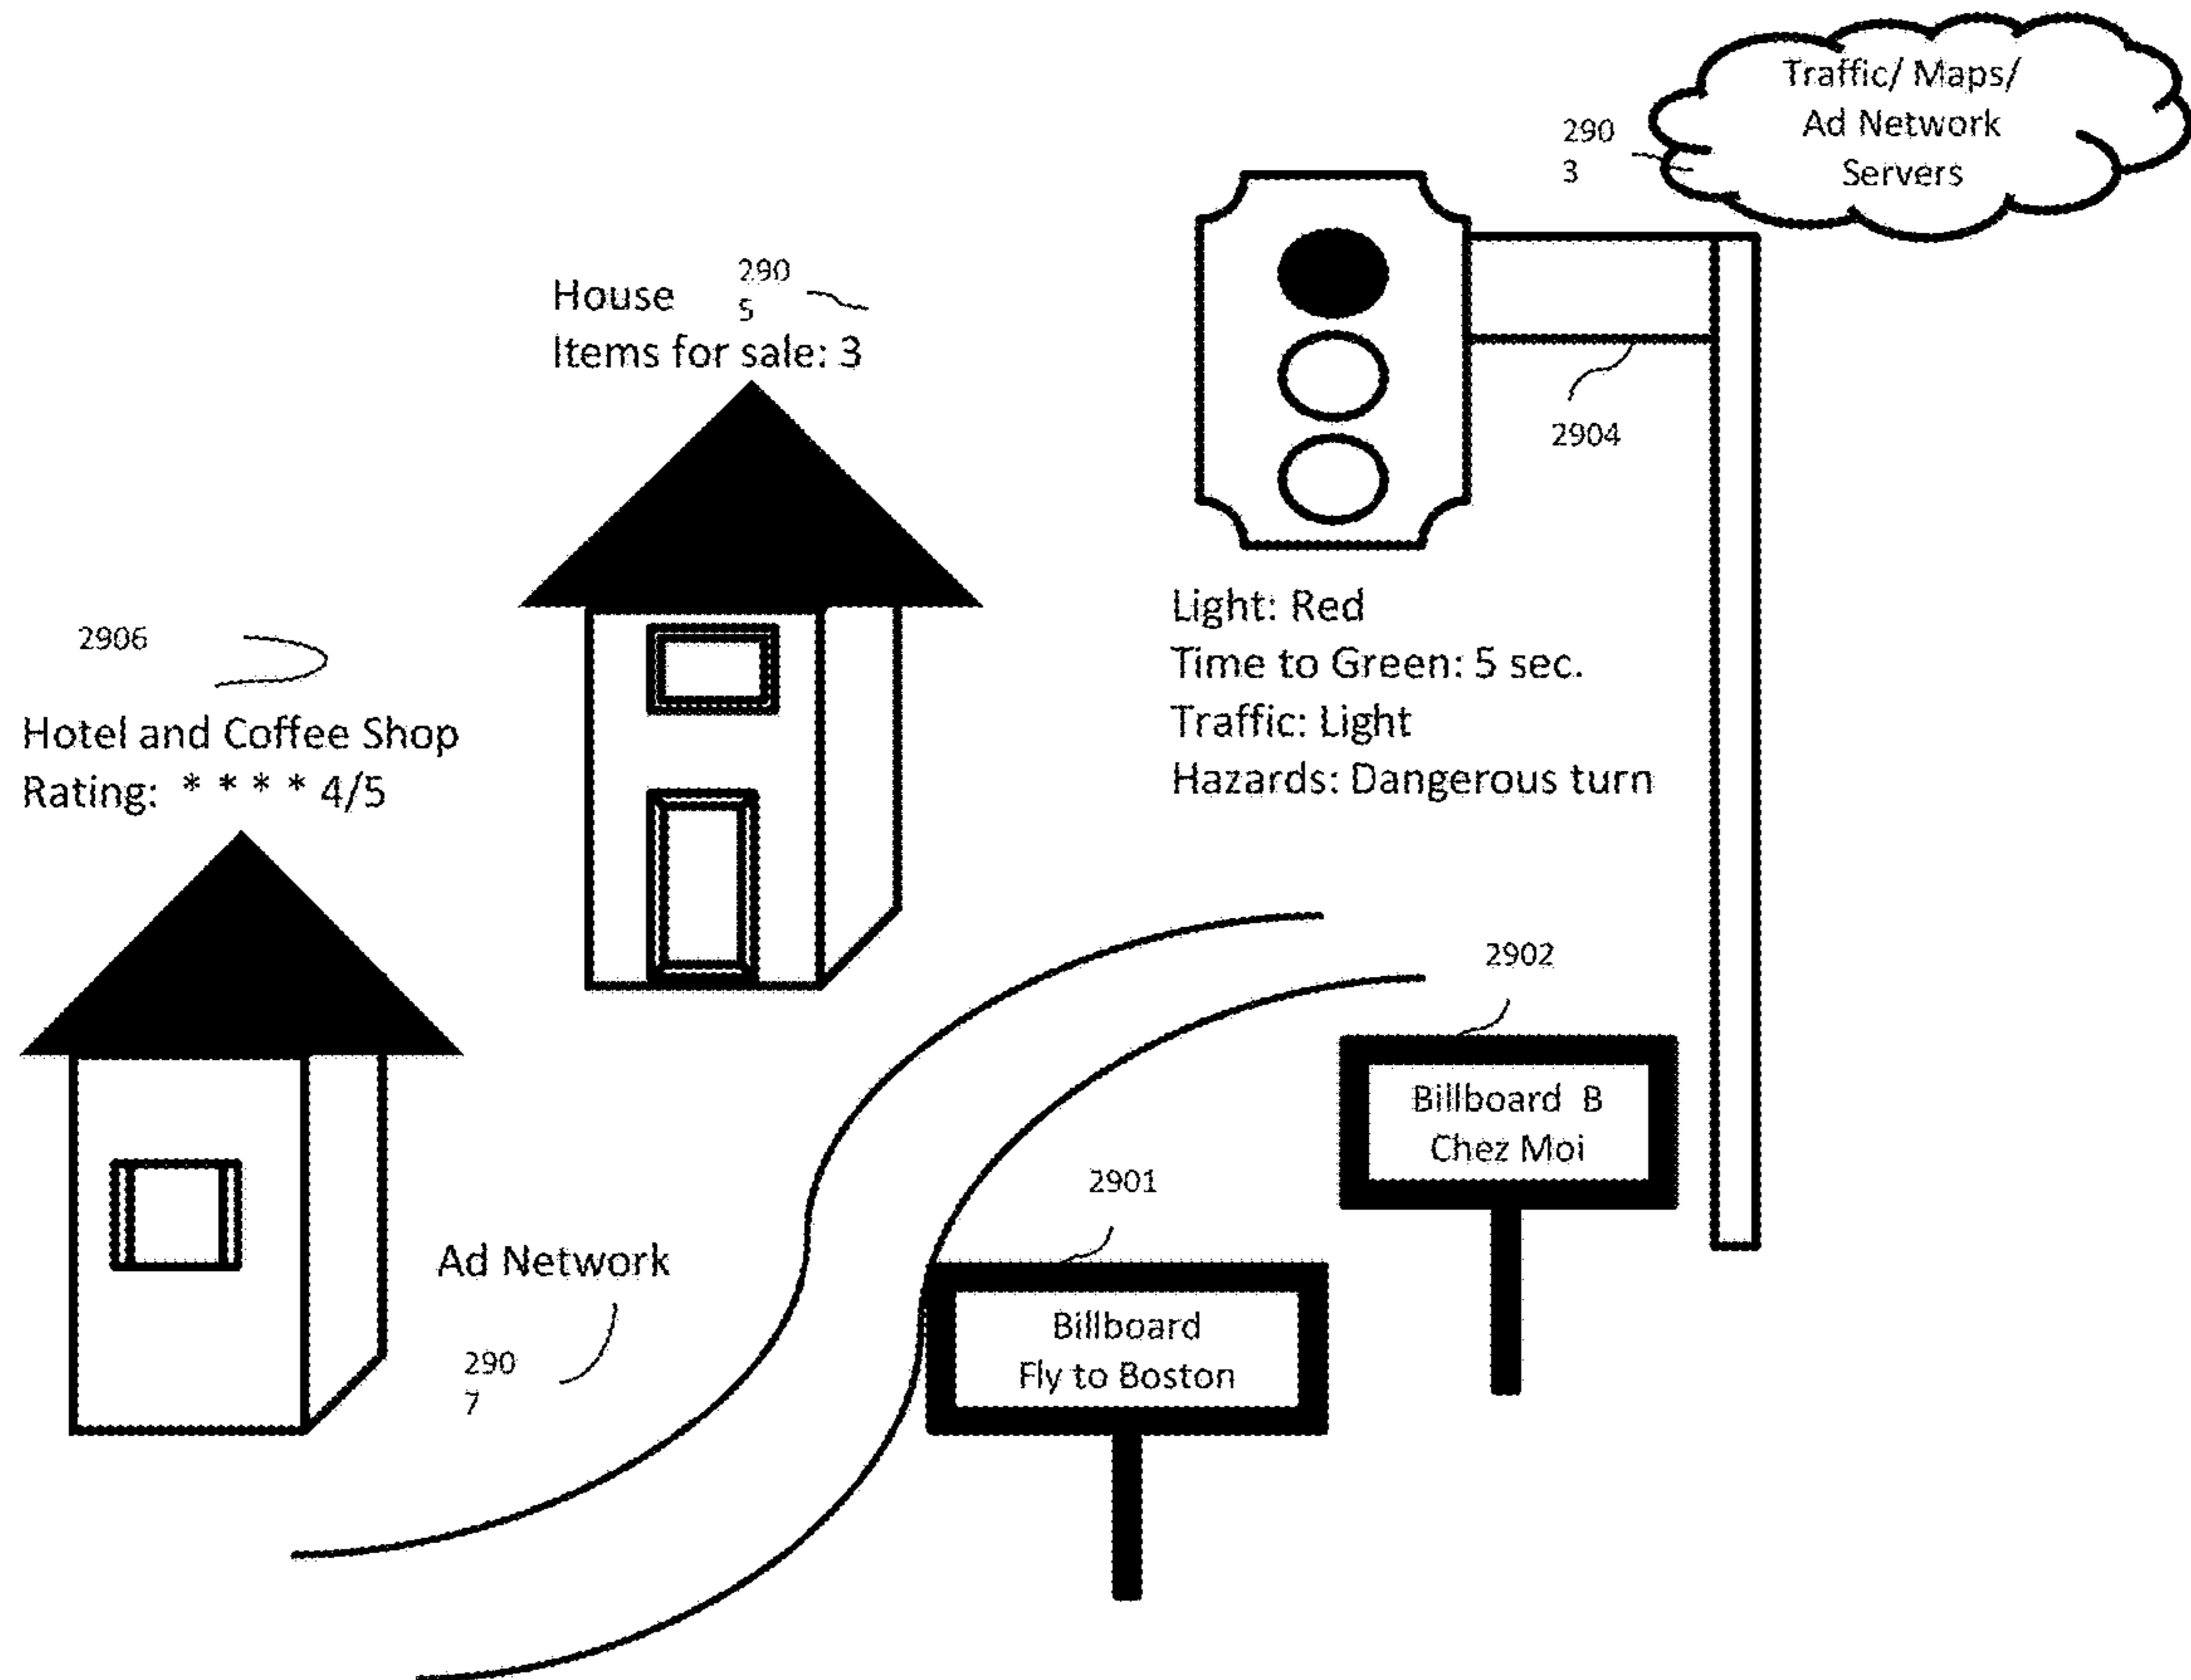 Traffic/ Maps/
Ad Network
Servers
290
3
House
290
5
Items for sale: 3
2904
Light: Red
Time to Green: 5 sec.
Traffic: Light
Hazards: Dangerous turn
2906
Hotel and Coffee Shop
Rating: * * * * 4/5
2902
Billboard B
Chez Moi
2901
Billboard
Fly to Boston
Ad Network
290
7